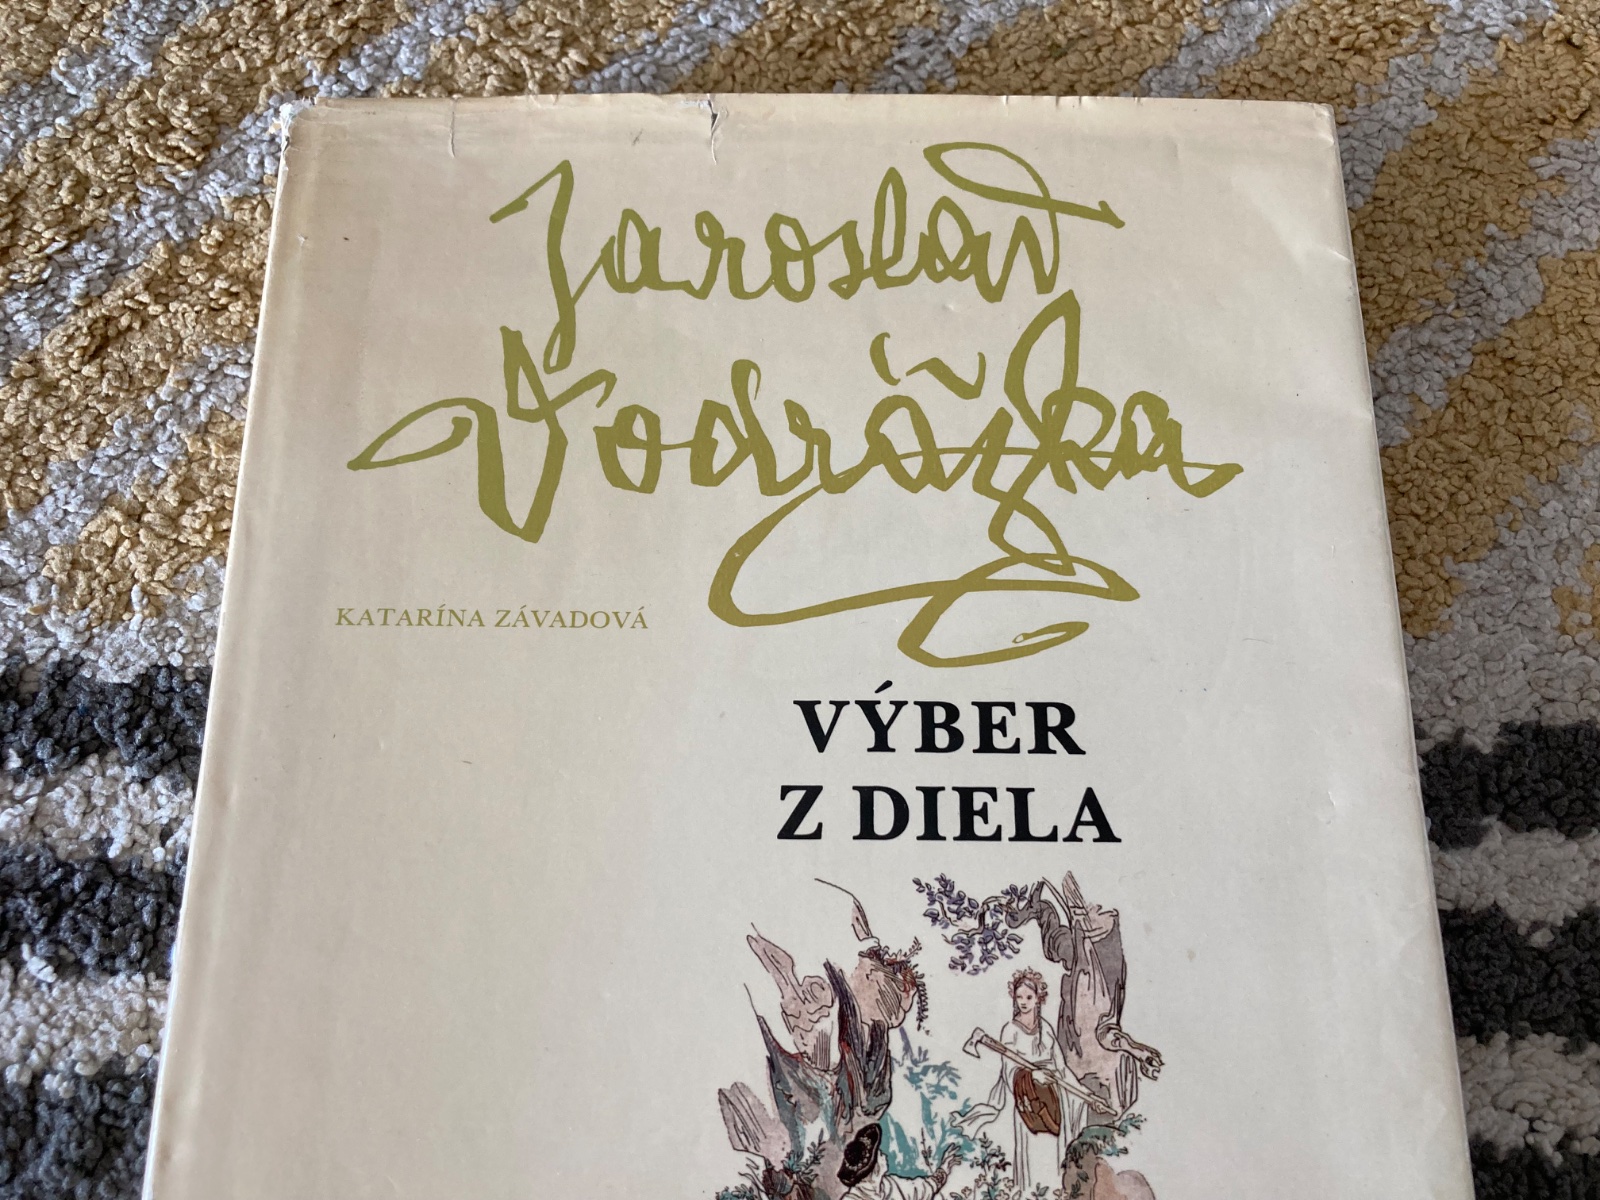 Jaroslav
Vodrážka
KATARÍNA ZÁVADOVÁ
VÝBER
Z DIELA